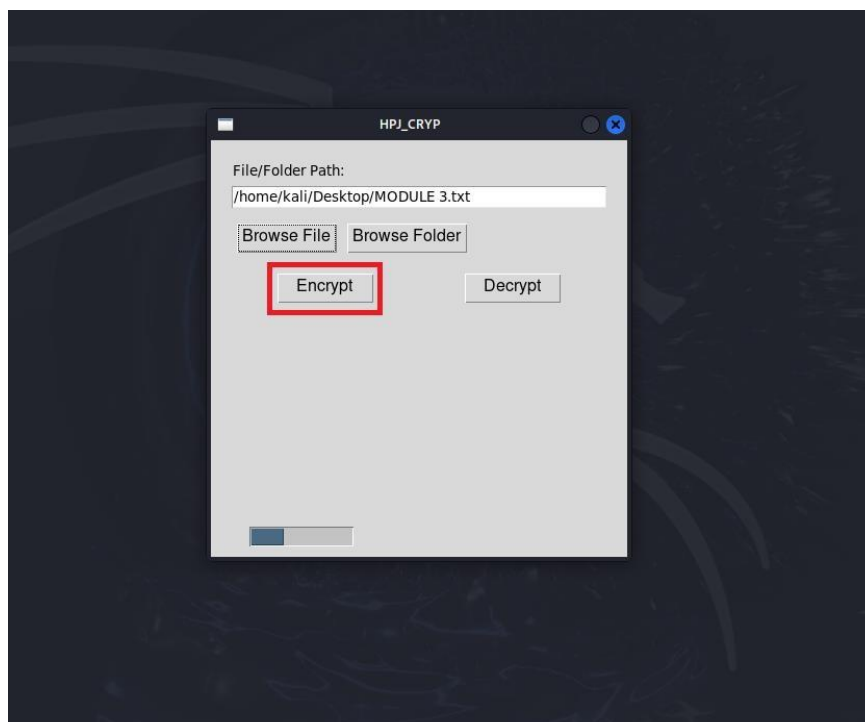 HPJ_CRYP
File/Folder Path:
/home/kali/Desktop/MODULE 3.txt
Browse File Browse Folder
Encrypt Decrypt